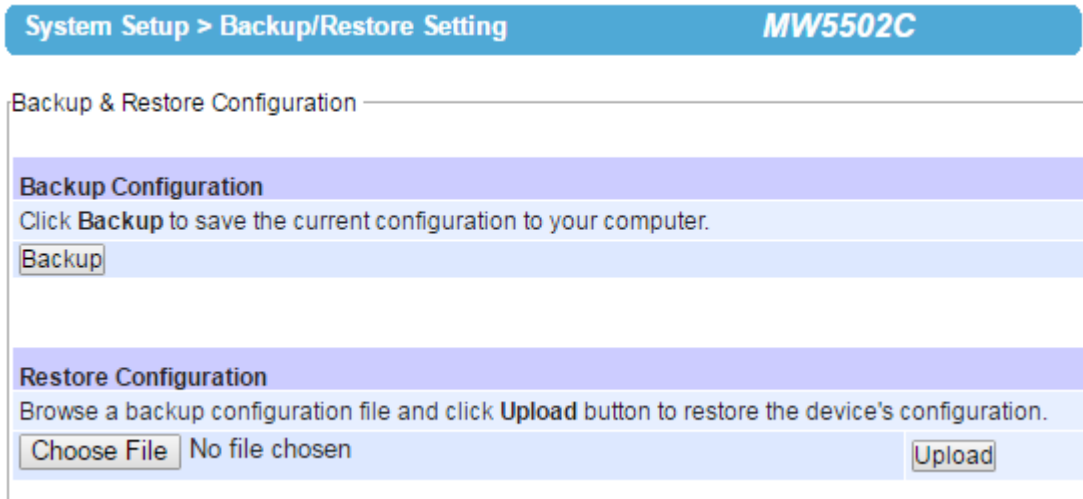 System Setup > Backup/Restore Setting MW5502C
Backup & Restore Configuration
Backup Configuration
Click Backup to save the current configuration to your computer.
Backup
Restore Configuration
Browse a backup configuration file and click Upload button to restore the device's configuration.
Choose File No file chosen Upload